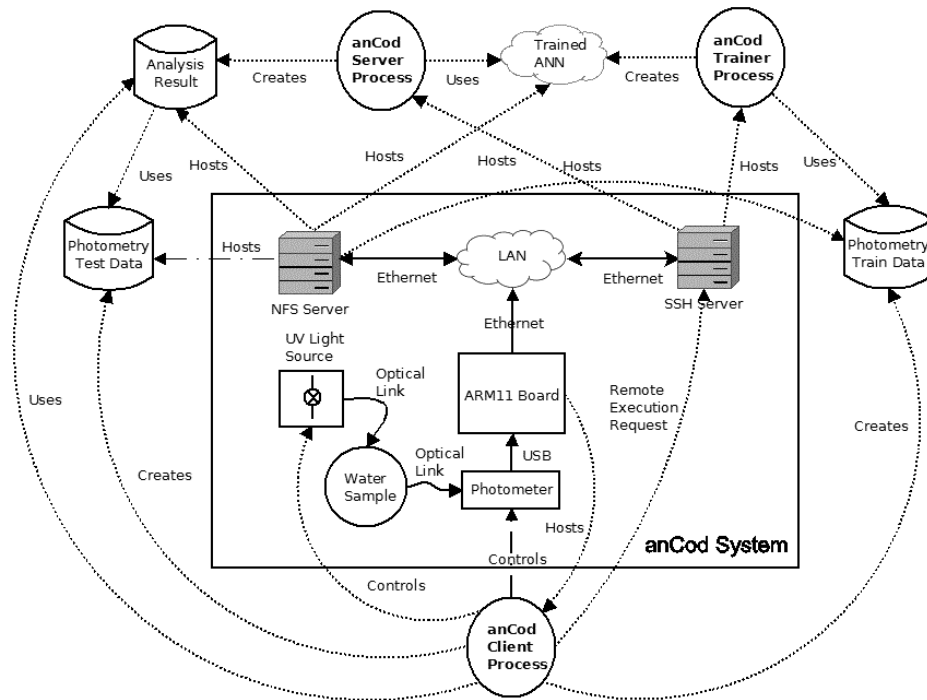 Analysis
Result
Creates
anCod
Server
Process
Uses
Trained
ANN
Creates
anCod
Trainer
Process
Uses
Hosts
Hosts
Hosts
Hosts
Hosts
Uses
Photometry
Test Data
Hosts
NFS Server
Ethernet
LAN
Ethernet
SSH Server
Photometry
Train Data
Ethernet
UV Light
Source
Optical
Link
ARM11 Board
Remote
Execution
Request
Uses
Creates
Creates
USB
Optical
Link
Water
Sample
Photometer
Hosts
anCod System
Controls
Controls
anCod
Client
Process